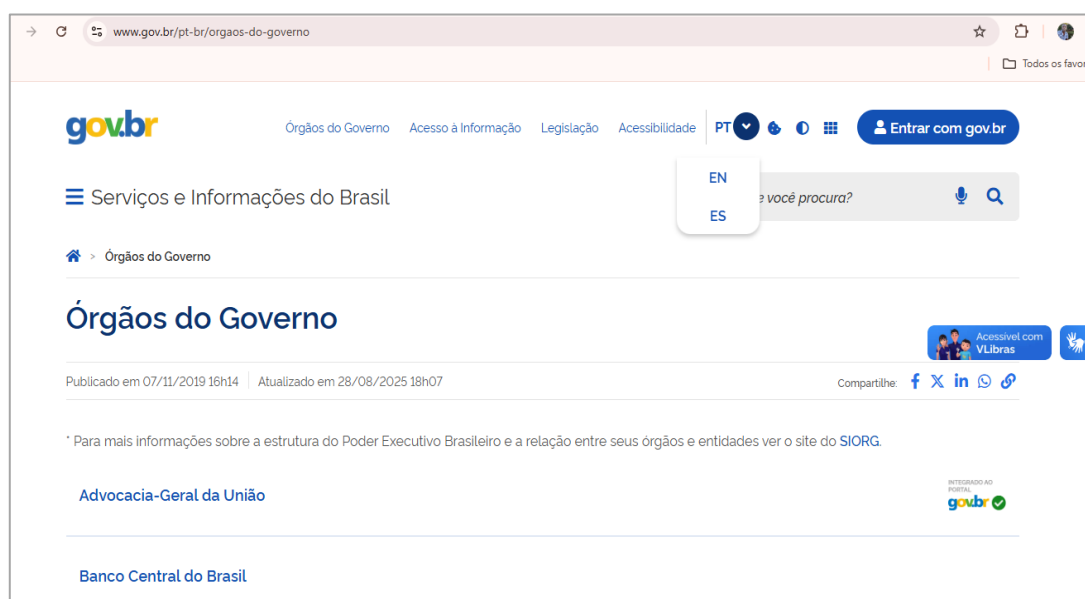 www.gov.br/pt-br/orgaos-do-governo
Todos os favor
gov.br
Órgãos do Governo Acesso à Informação Legislação Acessibilidade PT Entrar com gov.br
EN
ES
Serviços e Informações do Brasil
e você procura?
> Órgãos do Governo
Órgãos do Governo
Acessível com
VLibras
Publicado em 07/11/2019 16h14 Atualizado em 28/08/2025 18h07
Compartilhe:
* Para mais informações sobre a estrutura do Poder Executivo Brasileiro e a relação entre seus órgãos e entidades ver o site do SIORG.
Advocacia-Geral da União
INTEGRADO AO
PORTAL
gov.br
Banco Central do Brasil